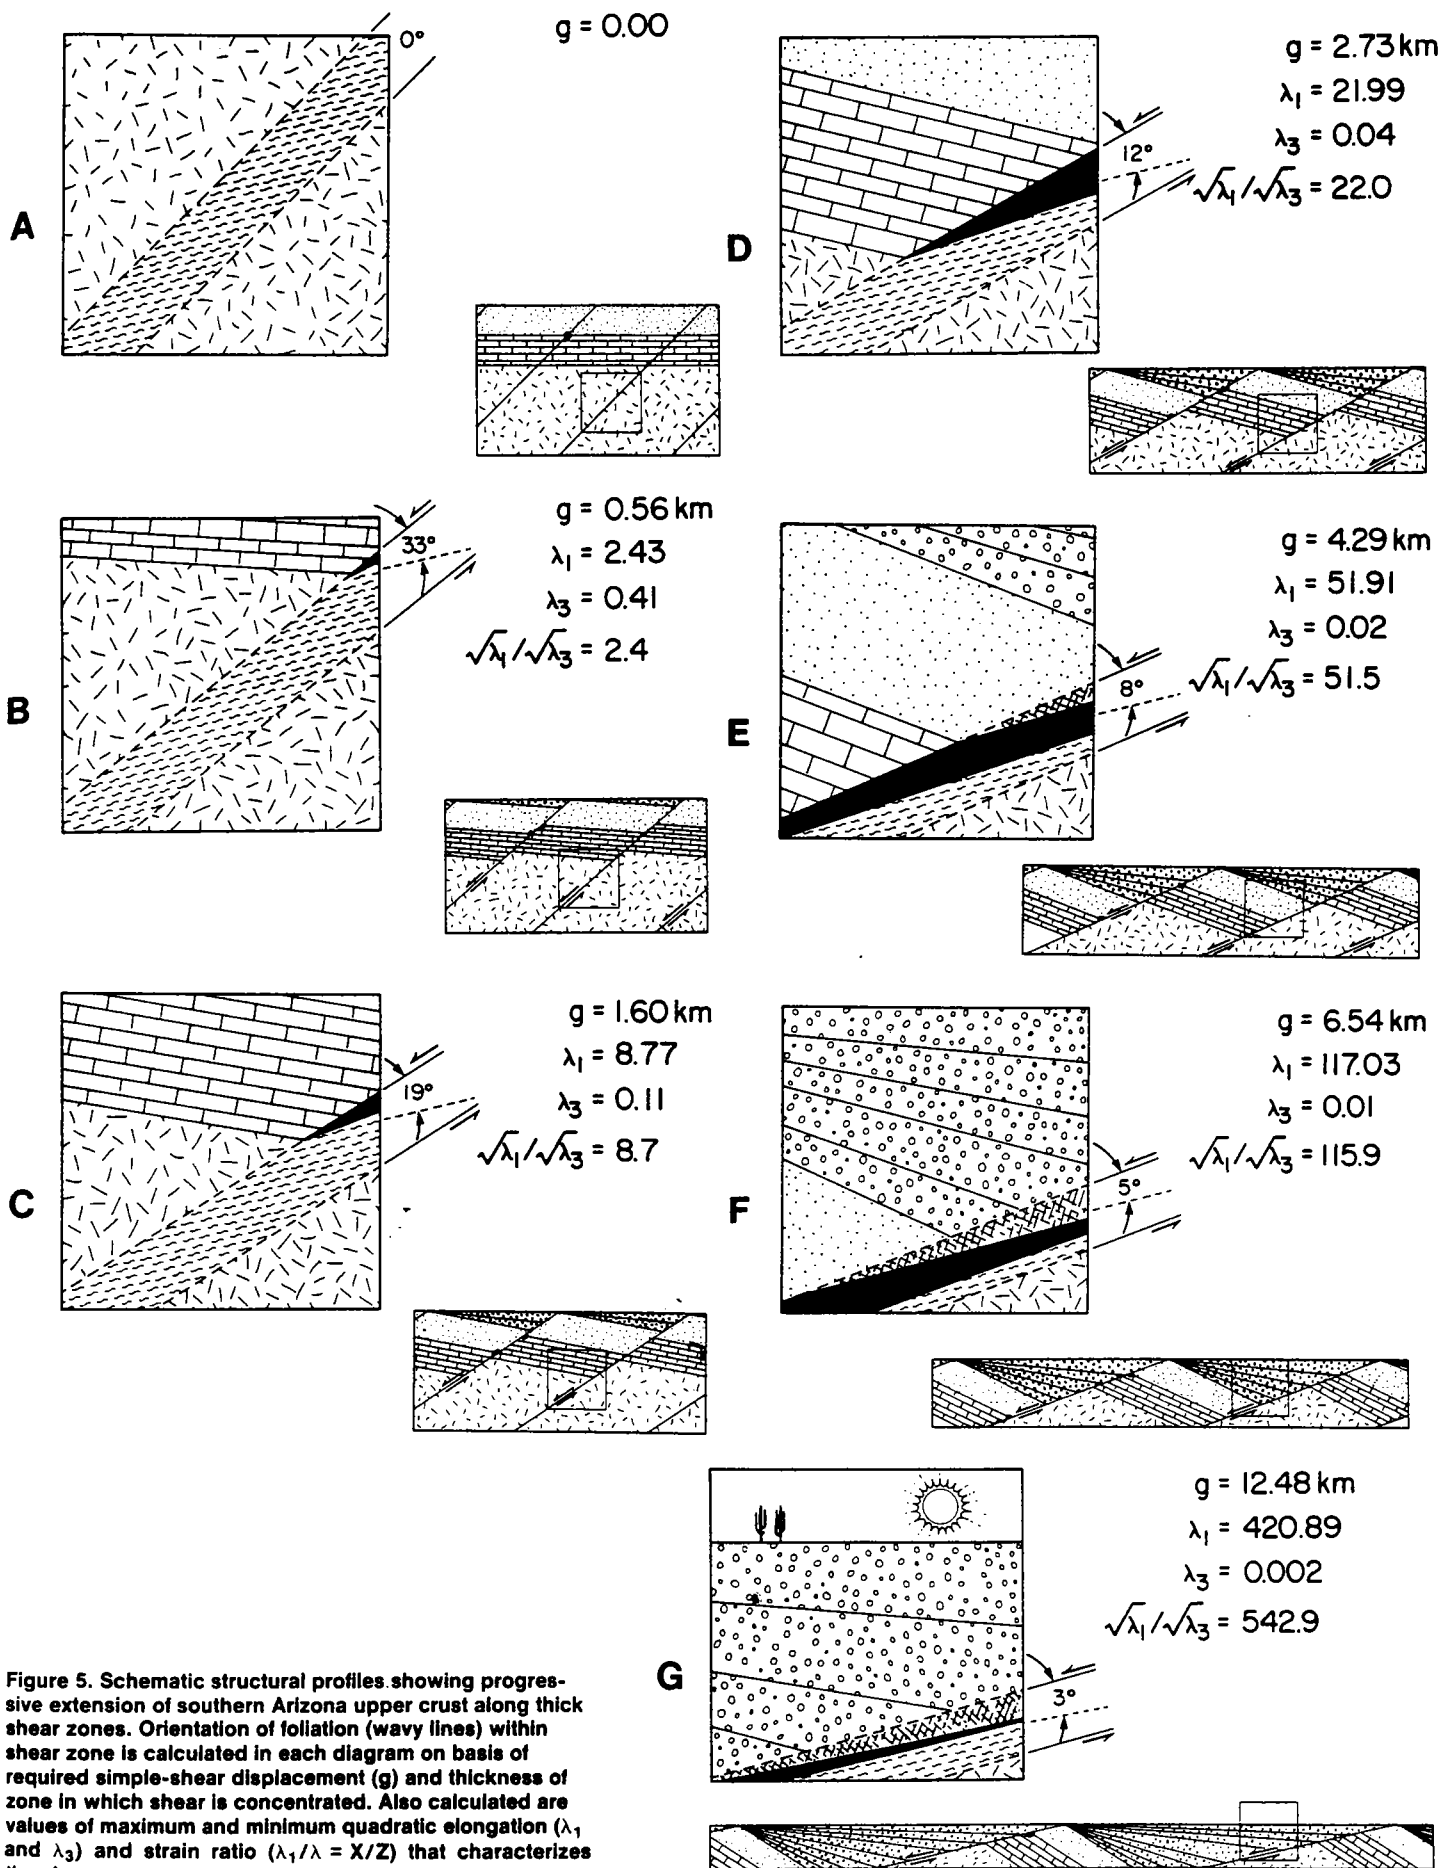 A
0°
g = 0.00
B
33°
g = 0.56 km
λ₁ = 2.43
λ₃ = 0.41
√λ₁/√λ₃ = 2.4
C
19°
g = 1.60 km
λ₁ = 8.77
λ₃ = 0.11
√λ₁/√λ₃ = 8.7
D
12°
g = 2.73 km
λ₁ = 21.99
λ₃ = 0.04
√λ₁/√λ₃ = 22.0
E
8°
g = 4.29 km
λ₁ = 51.91
λ₃ = 0.02
√λ₁/√λ₃ = 51.5
F
5°
g = 6.54 km
λ₁ = 117.03
λ₃ = 0.01
√λ₁/√λ₃ = 115.9
G
3°
g = 12.48 km
λ₁ = 420.89
λ₃ = 0.002
√λ₁/√λ₃ = 542.9
Figure 5. Schematic structural profiles showing progres-
sive extension of southern Arizona upper crust along thick
shear zones. Orientation of foliation (wavy lines) within
shear zone is calculated in each diagram on basis of
required simple-shear displacement (g) and thickness of
zone in which shear is concentrated. Also calculated are
values of maximum and minimum quadratic elongation (λ₁
and λ₃) and strain ratio (λ₁/λ = X/Z) that characterizes